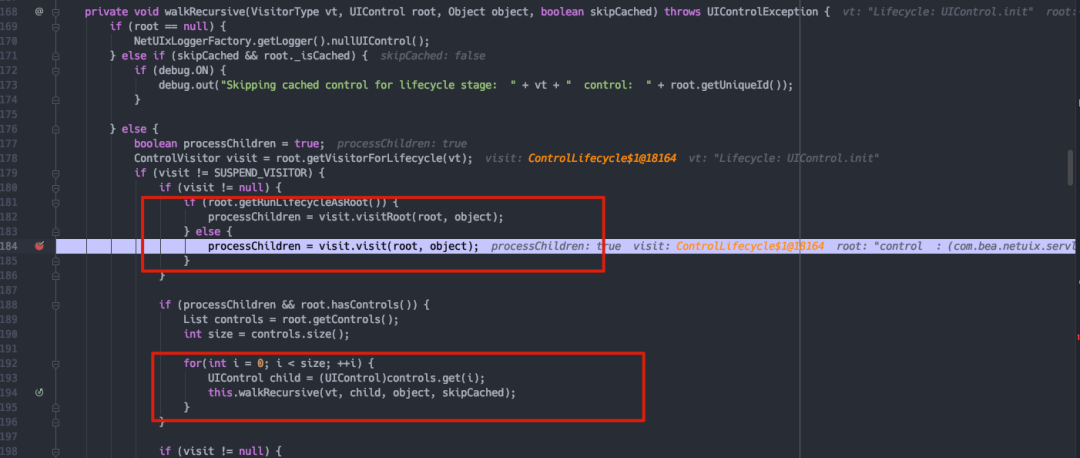 168 @ private void walkRecursive(VisitorType vt, UIControl root, Object object, boolean skipCached) throws UIControlException { vt: "Lifecycle: UIControl.init" root:
169 if (root == null) {
170 NetUIxLoggerFactory.getLogger().nullUIControl();
171 } else if (skipCached && root._isCached) { skipCached: false
172 if (debug.ON) {
173 debug.out("Skipping cached control for lifecycle stage:  " + vt + "  control:  " + root.getUniqueId());
174 }
175
176 } else {
177 boolean processChildren = true; processChildren: true
178 ControlVisitor visit = root.getVisitorForLifecycle(vt); visit: ControlLifecycle$1@18164 vt: "Lifecycle: UIControl.init"
179 if (visit != SUSPEND_VISITOR) {
180 if (visit != null) {
181 if (root.getRunLifecycleAsRoot()) {
182 processChildren = visit.visitRoot(root, object);
183 } else {
184 processChildren = visit.visit(root, object); processChildren: true visit: ControlLifecycle$1@18164 root: "control  : (com.bea.netuix.servl
185 }
186 }
187
188 if (processChildren && root.hasControls()) {
189 List controls = root.getControls();
190 int size = controls.size();
191
192 for(int i = 0; i < size; ++i) {
193 UIControl child = (UIControl)controls.get(i);
194 this.walkRecursive(vt, child, object, skipCached);
195 }
196 }
197
198 if (visit != null) {